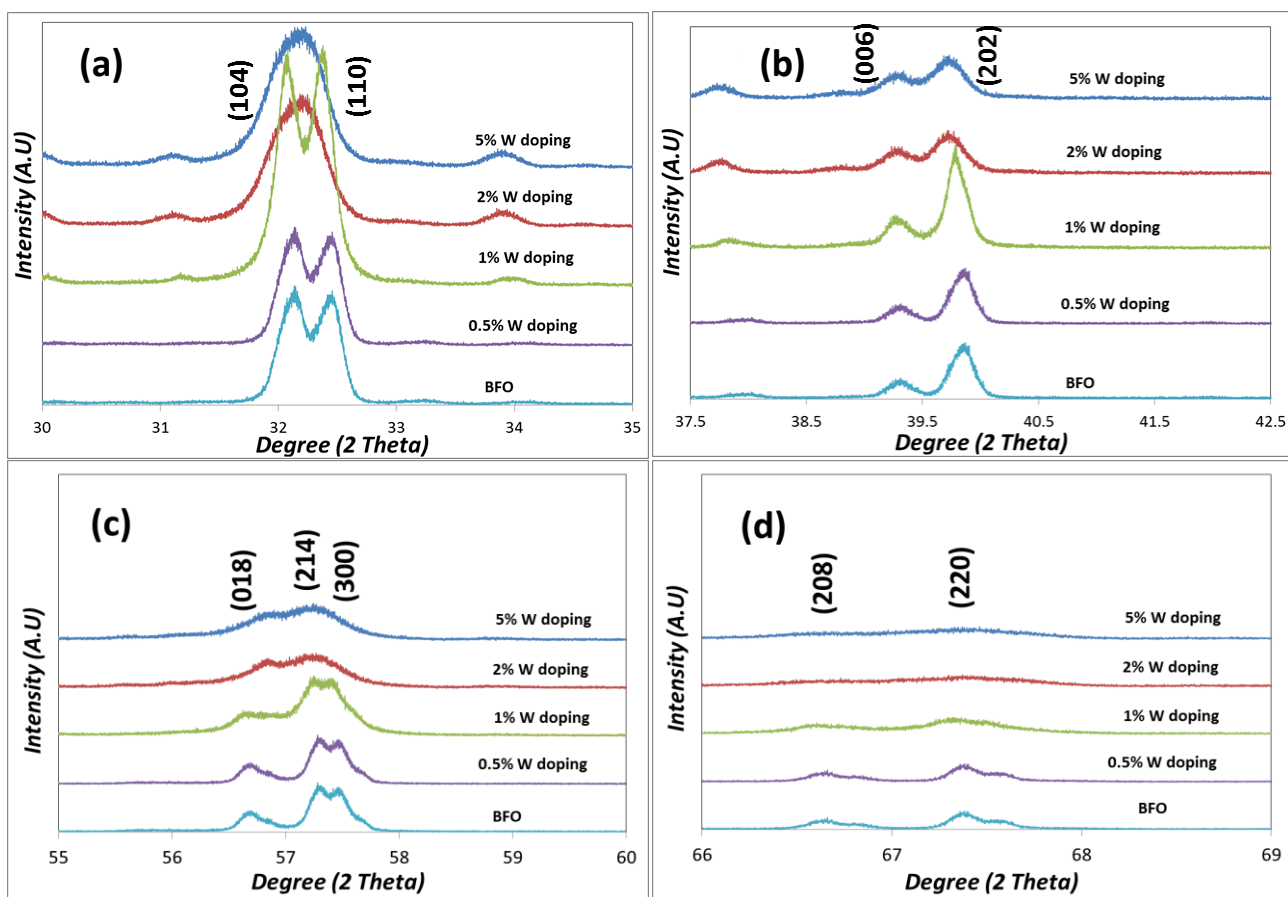 (a)
(104)
(110)
5% W doping
2% W doping
1% W doping
0.5% W doping
BFO
Intensity (A.U)
30 31 32 33 34 35
Degree (2 Theta)
(b)
(006)
(202)
5% W doping
2% W doping
1% W doping
0.5% W doping
BFO
Intensity (A.U)
37.5 38.5 39.5 40.5 41.5 42.5
Degree (2 Theta)
(c)
(018)
(214)
(300)
5% W doping
2% W doping
1% W doping
0.5% W doping
BFO
Intensity (A.U)
55 56 57 58 59 60
Degree (2 Theta)
(d)
(208)
(220)
5% W doping
2% W doping
1% W doping
0.5% W doping
BFO
Intensity (A.U)
66 67 68 69
Degree (2 Theta)